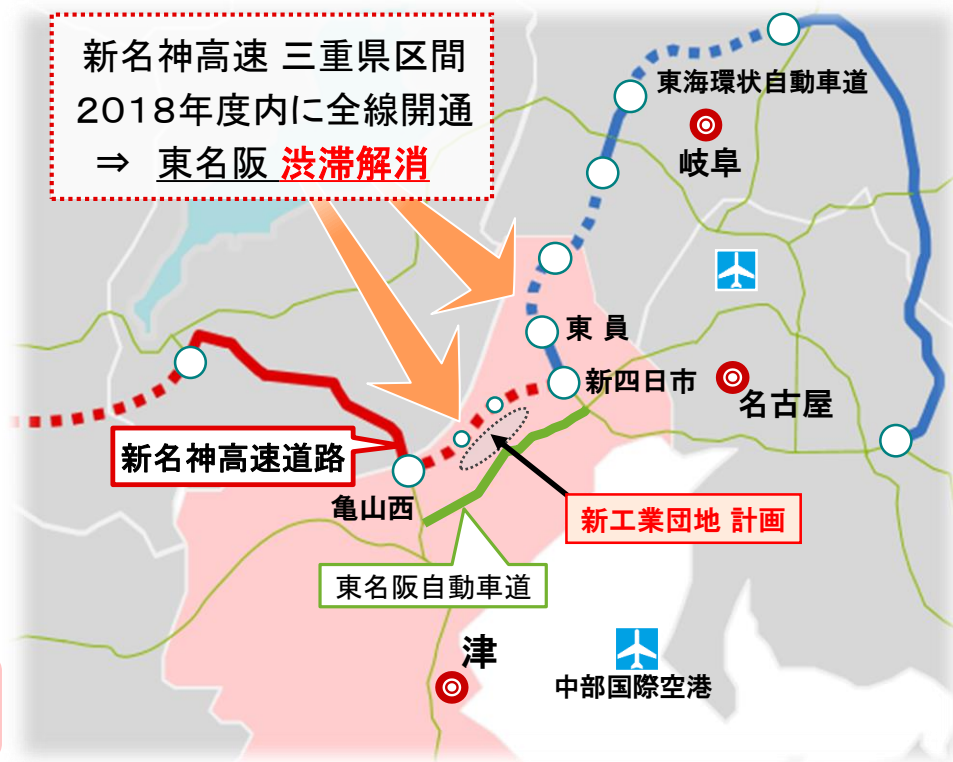 新名神高速 三重県区間
2018年度内に全線開通
⇒ 東名阪 渋滞解消
東海環状自動車道
岐阜
東員
新四日市
名古屋
新名神高速道路
亀山西
新工業団地 計画
東名阪自動車道
津
中部国際空港